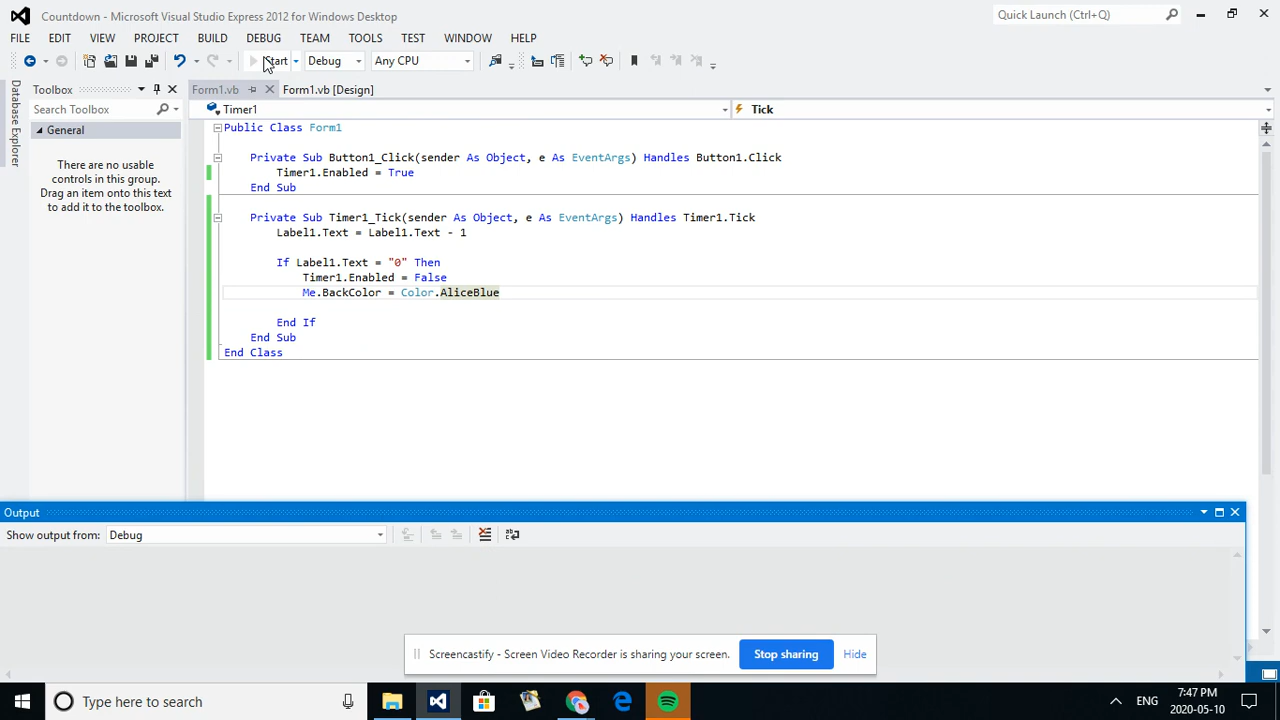 Countdown - Microsoft Visual Studio Express 2012 for Windows Desktop
Quick Launch (Ctrl+Q)
FILE EDIT VIEW PROJECT BUILD DEBUG TEAM TOOLS TEST WINDOW HELP
Start Debug Any CPU
Database Explorer
Toolbox
Search Toolbox
General
There are no usable
controls in this group.
Drag an item onto this text
to add it to the toolbox.
Form1.vb Form1.vb [Design]
Timer1 Tick
Public Class Form1
Private Sub Button1_Click(sender As Object, e As EventArgs) Handles Button1.Click
Timer1.Enabled = True
End Sub
Private Sub Timer1_Tick(sender As Object, e As EventArgs) Handles Timer1.Tick
Label1.Text = Label1.Text - 1
If Label1.Text = "0" Then
Timer1.Enabled = False
Me.BackColor = Color.AliceBlue
End If
End Sub
End Class
Output
Show output from: Debug
Screencastify - Screen Video Recorder is sharing your screen. Stop sharing Hide
Type here to search
ENG
7:47 PM
2020-05-10